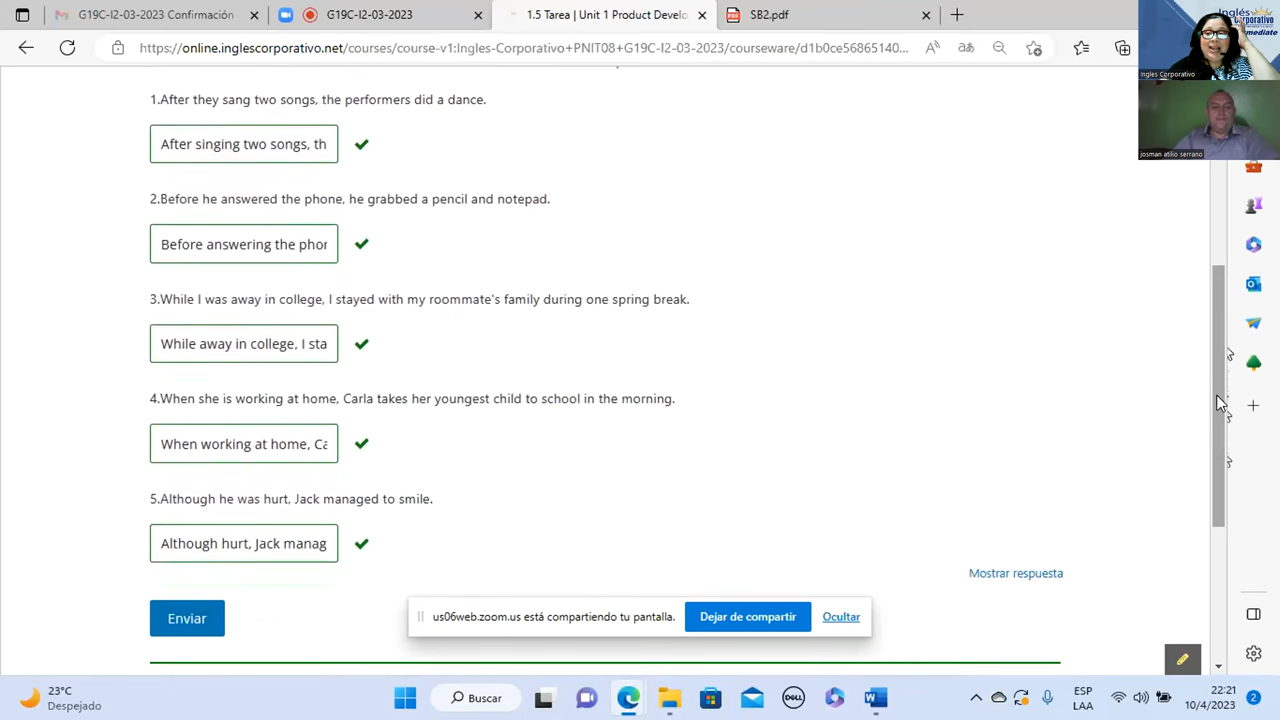 G19C-I2-03-2023 Confirmación
G19C-I2-03-2023
1.5 Tarea | Unit 1 Product Develo
SB2.pdf
https://online.inglescorporativo.net/courses/course-v1:Ingles-Corporativo+PNIT08+G19C-I2-03-2023/courseware/d1b0ce56865140...
Inglés
Corporativo
Ingles Corporativo
josman atilio serrano
1.After they sang two songs, the performers did a dance.
After singing two songs, th
2.Before he answered the phone, he grabbed a pencil and notepad.
Before answering the phor
3.While I was away in college, I stayed with my roommate's family during one spring break.
While away in college, I sta
4.When she is working at home, Carla takes her youngest child to school in the morning.
When working at home, Ca
5.Although he was hurt, Jack managed to smile.
Although hurt, Jack manag
Mostrar respuesta
Enviar
us06web.zoom.us está compartiendo tu pantalla.
Dejar de compartir
Ocultar
23°C
Despejado
Buscar
DELL
ESP
LAA
22:21
10/4/2023
2